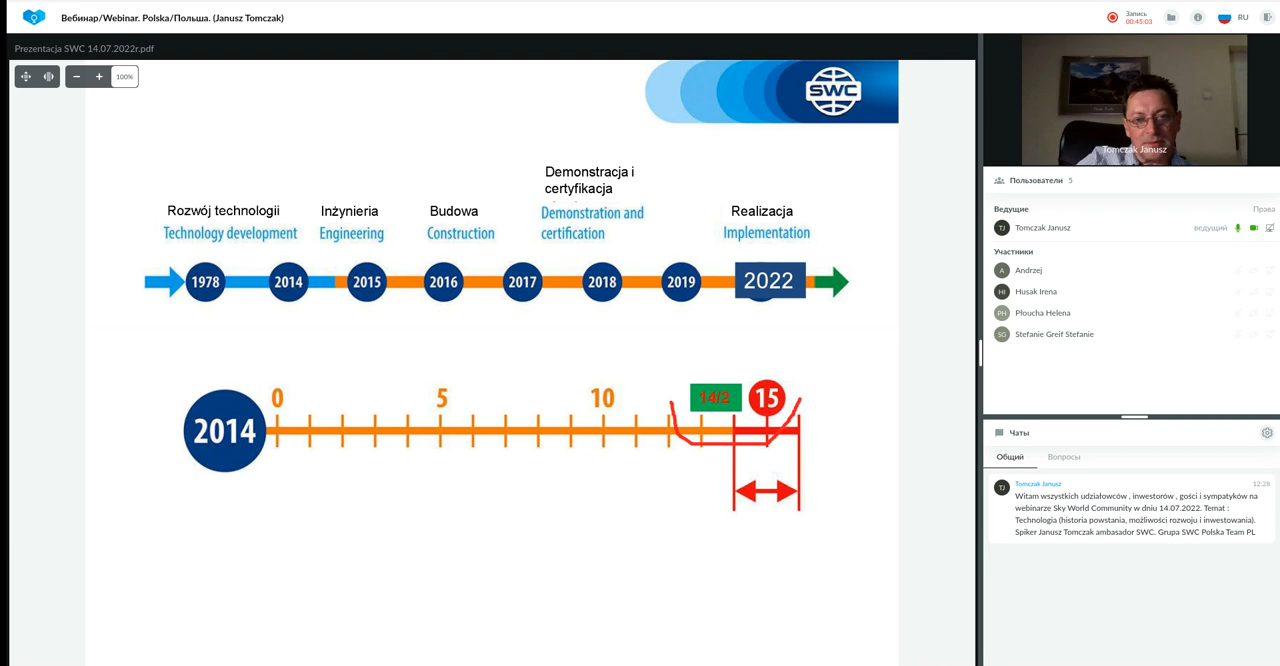 Вебинар/Webinar. Polska/Польша. (Janusz Tomczak)
Запись
00:45:03
RU
Prezentacja SWC 14.07.2022r.pdf
100%
SWC
Demonstracja i
certyfikacja
Rozwój technologii
Inżynieria
Budowa
Realizacja
Technology development
Engineering
Construction
Demonstration and
certification
Implementation
1978
2014
2015
2016
2017
2018
2019
2022
0
5
10
14/2
15
2014
Tomczak Janusz
Пользователи 5
Ведущие
Права
TJ
Tomczak Janusz
ведущий
Участники
A
Andrzej
HI
Husak Irena
PH
Płoucha Helena
SG
Stefanie Greif Stefanie
Чаты
Общий
Вопросы
TJ
Tomczak Janusz
12:28
Witam wszystkich udziałowców , inwestorów , gości i sympatyków na
webinarze Sky World Community w dniu 14.07.2022. Temat :
Technologia (historia powstania, możliwości rozwoju i inwestowania).
Spiker Janusz Tomczak ambasador SWC. Grupa SWC Polska Team PL